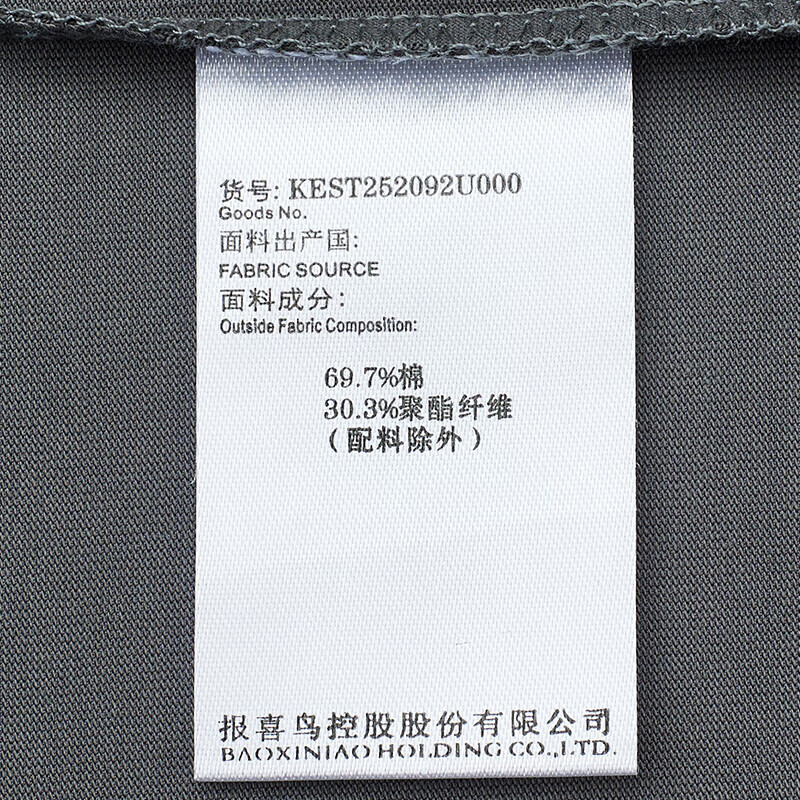 货号: KEST252092U000
Goods No.
面料出产国:
FABRIC SOURCE
面料成分:
Outside Fabric Composition:
69.7%棉
30.3%聚酯纤维
(配料除外)
报喜鸟控股股份有限公司
BAOXINIAO HOLDING CO.,LTD.